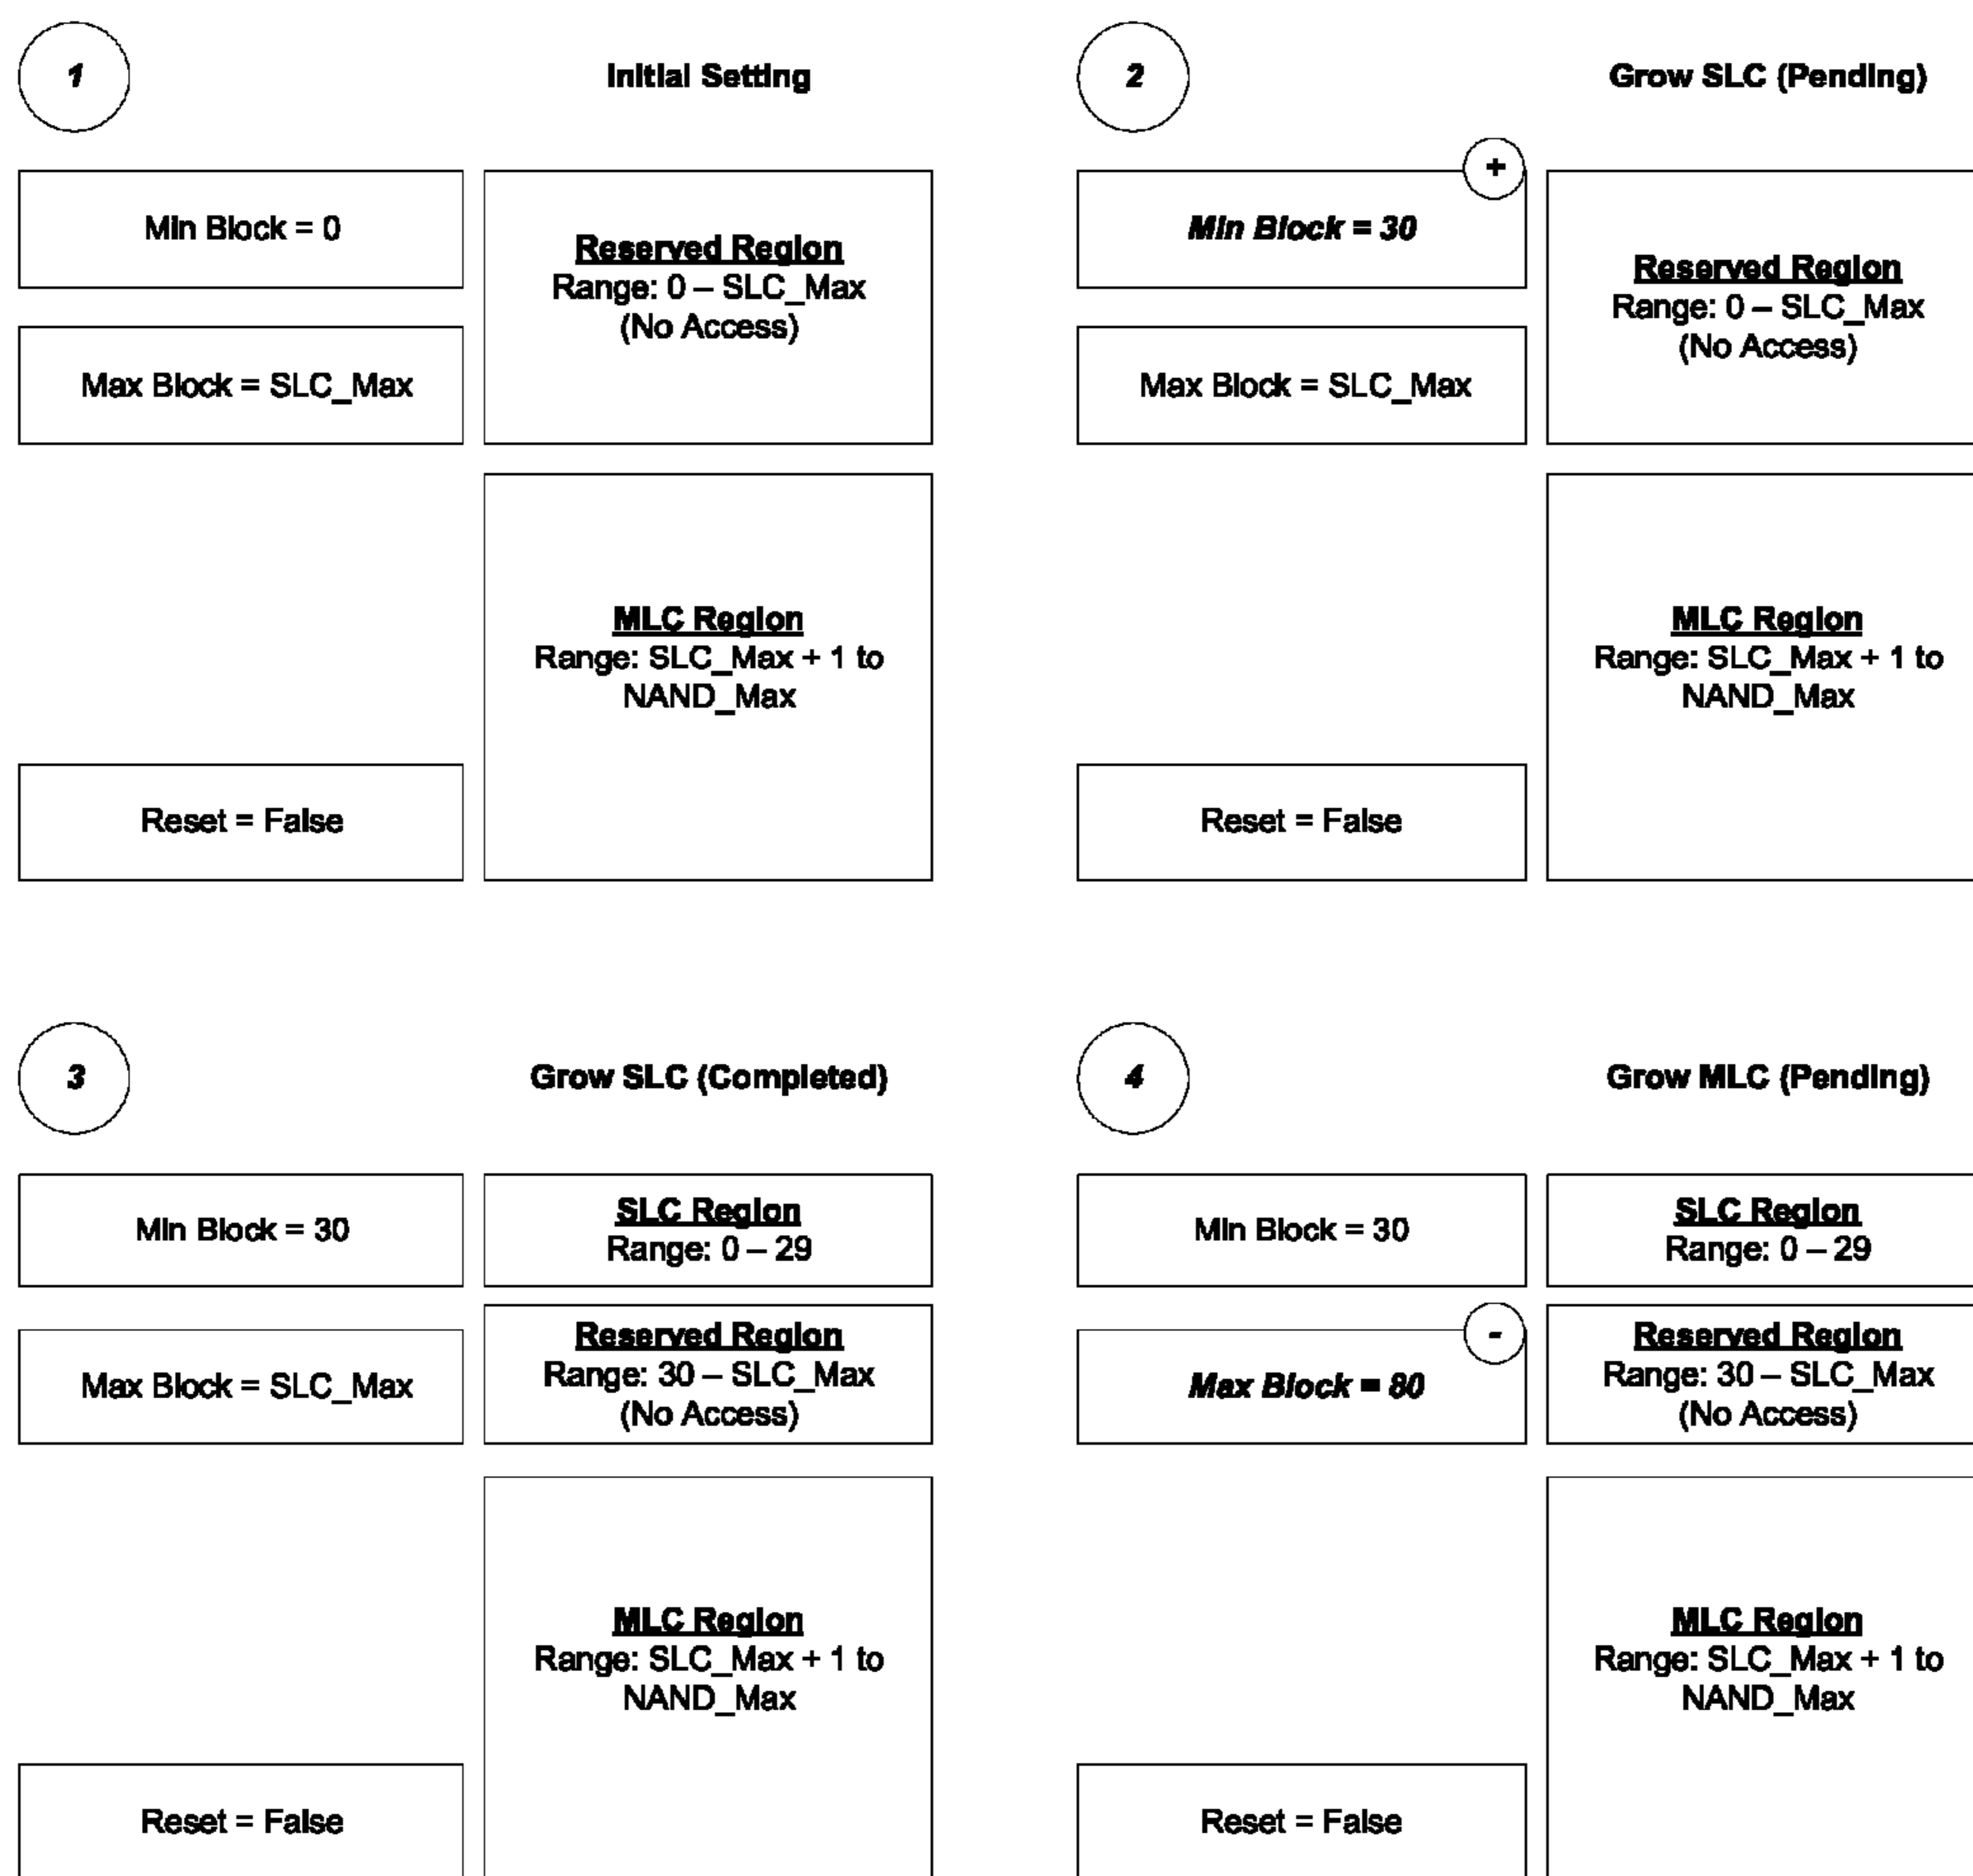 1
Initial Setting
Min Block = 0
Max Block = SLC_Max
Reserved Region
Range: 0 – SLC_Max
(No Access)
MLC Region
Range: SLC_Max + 1 to
NAND_Max
Reset = False
2
Grow SLC (Pending)
+
Min Block = 30
Max Block = SLC_Max
Reserved Region
Range: 0 – SLC_Max
(No Access)
MLC Region
Range: SLC_Max + 1 to
NAND_Max
Reset = False
3
Grow SLC (Completed)
Min Block = 30
SLC Region
Range: 0 – 29
Max Block = SLC_Max
Reserved Region
Range: 30 – SLC_Max
(No Access)
MLC Region
Range: SLC_Max + 1 to
NAND_Max
Reset = False
4
Grow MLC (Pending)
Min Block = 30
SLC Region
Range: 0 – 29
-
Max Block = 80
Reserved Region
Range: 30 – SLC_Max
(No Access)
MLC Region
Range: SLC_Max + 1 to
NAND_Max
Reset = False